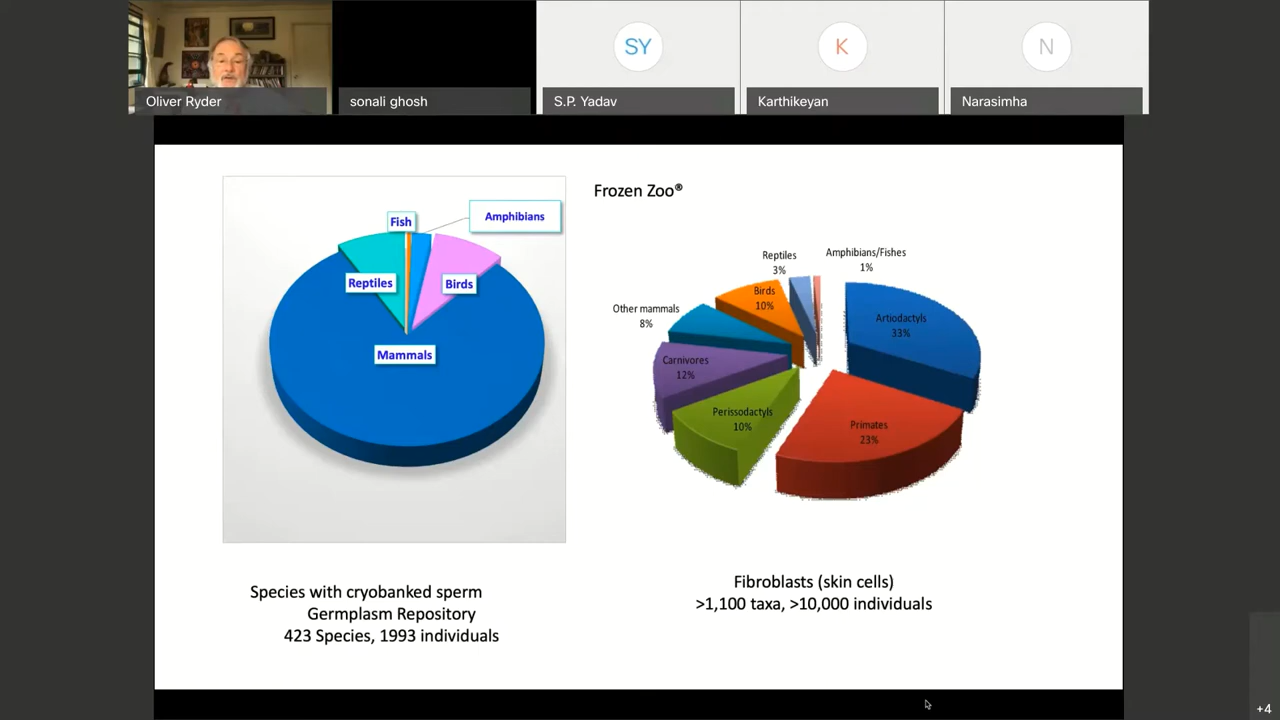 SY
K
N
Oliver Ryder
sonali ghosh
S.P. Yadav
Karthikeyan
Narasimha
Frozen Zoo®
Fish
Amphibians
Reptiles
Birds
Mammals
Reptiles
3%
Amphibians/Fishes
1%
Birds
10%
Other mammals
8%
Artiodactyls
33%
Carnivores
12%
Perissodactyls
10%
Primates
23%
Species with cryobanked sperm
Germplasm Repository
423 Species, 1993 individuals
Fibroblasts (skin cells)
>1,100 taxa, >10,000 individuals
+4